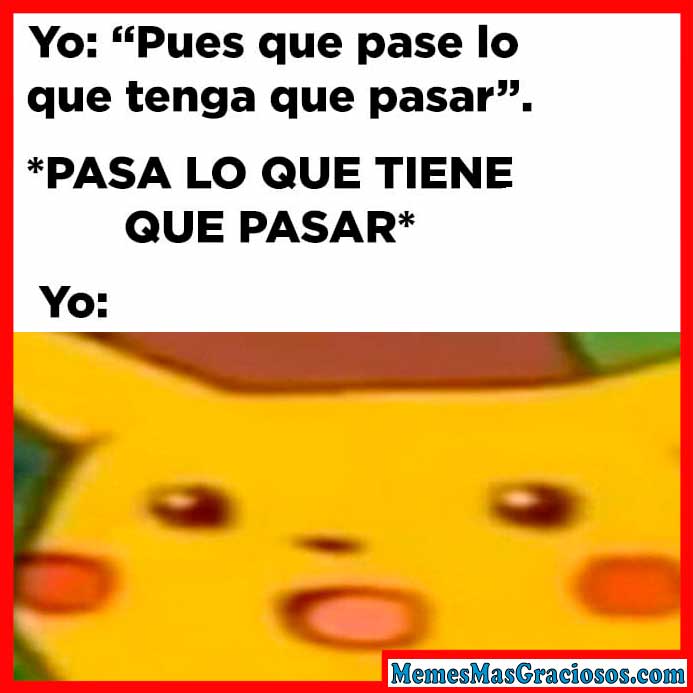 Yo: “Pues que pase lo
que tenga que pasar”.
*PASA LO QUE TIENE
QUE PASAR*
Yo:
MemesMasGraciosos.com